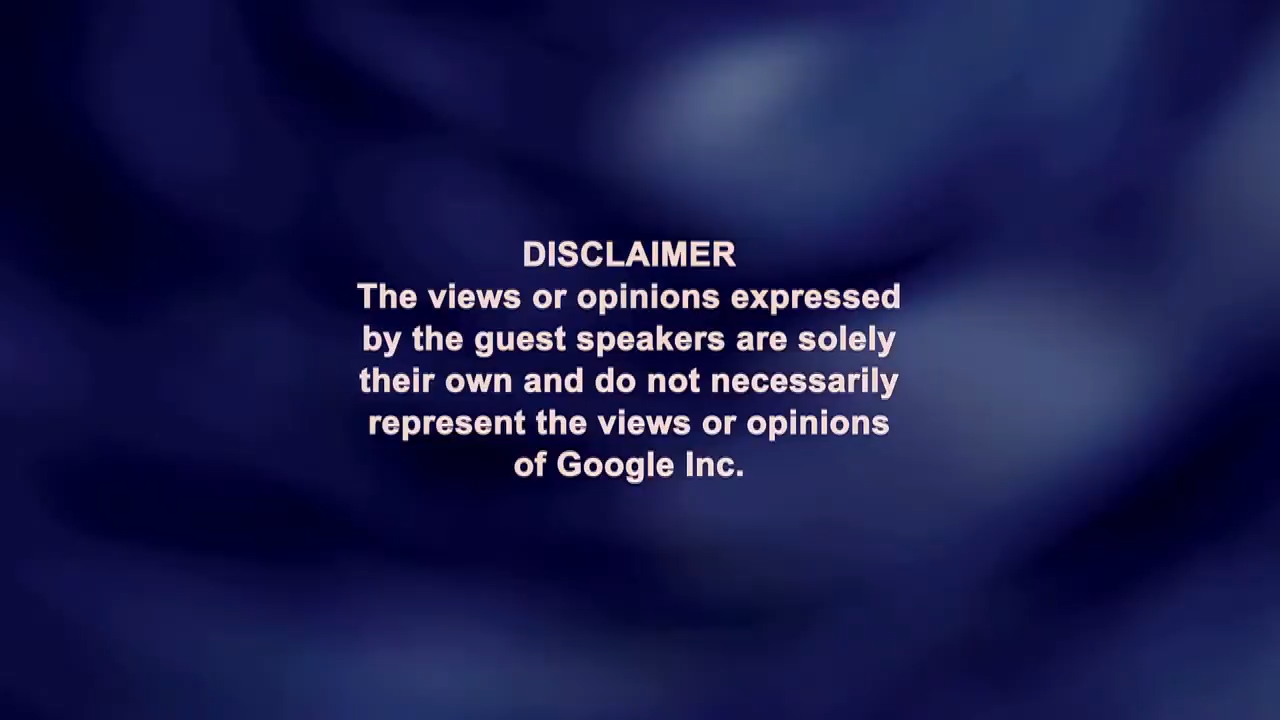 DISCLAIMER
The views or opinions expressed
by the guest speakers are solely
their own and do not necessarily
represent the views or opinions
of Google Inc.